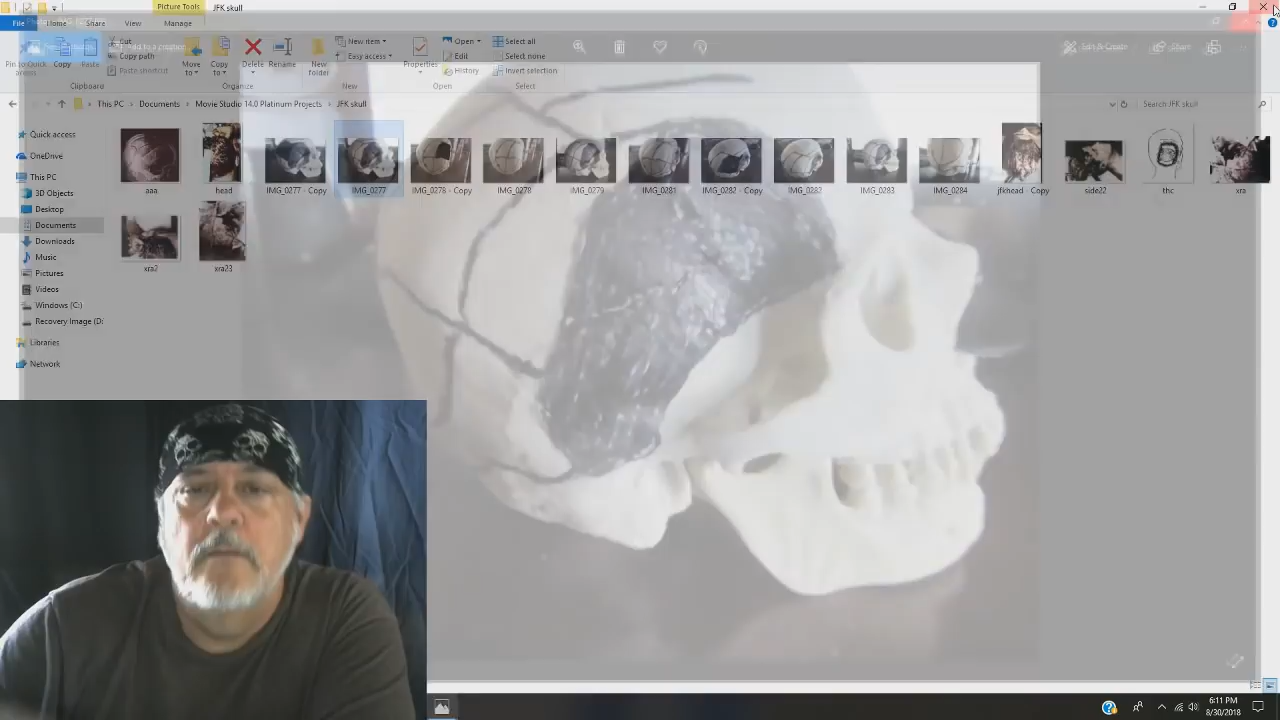 Picture Tools
JFK skull
File
Home
Share
View
Manage
Cut
Copy path
Paste shortcut
Pin to Quick access
Copy
Paste
Move to
Copy to
Delete
Rename
New folder
New item
Easy access
Properties
Open
Edit
History
Select all
Select none
Invert selection
Edit & Create
Share
Clipboard
Organize
New
Open
Select
This PC
Documents
Movie Studio 14.0 Platinum Projects
JFK skull
Search JFK skull
Quick access
OneDrive
This PC
3D Objects
Desktop
Documents
Downloads
Music
Pictures
Videos
Windows (C:)
Recovery Image (D:
Libraries
Network
aaa
head
IMG_0277 - Copy
IMG_0277
IMG_0278 - Copy
IMG_0278
IMG_0279
IMG_0281
IMG_0282 - Copy
IMG_0282
IMG_0283
IMG_0284
jfkhead - Copy
side22
thc
xra
xra2
xra23
6:11 PM
8/30/2018